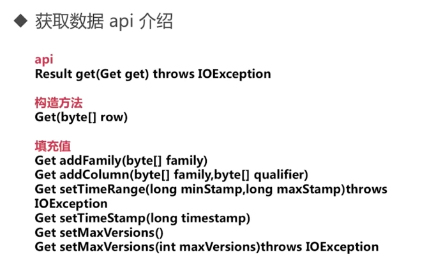 ◆ 获取数据 api 介绍
api
Result get(Get get) throws IOException
构造方法
Get(byte[] row)
填充值
Get addFamily(byte[] family)
Get addColumn(byte[] family,byte[] qualifier)
Get setTimeRange(long minStamp,long maxStamp)throws
IOException
Get setTimeStamp(long timestamp)
Get setMaxVersions()
Get setMaxVersions(int maxVersions)throws IOException